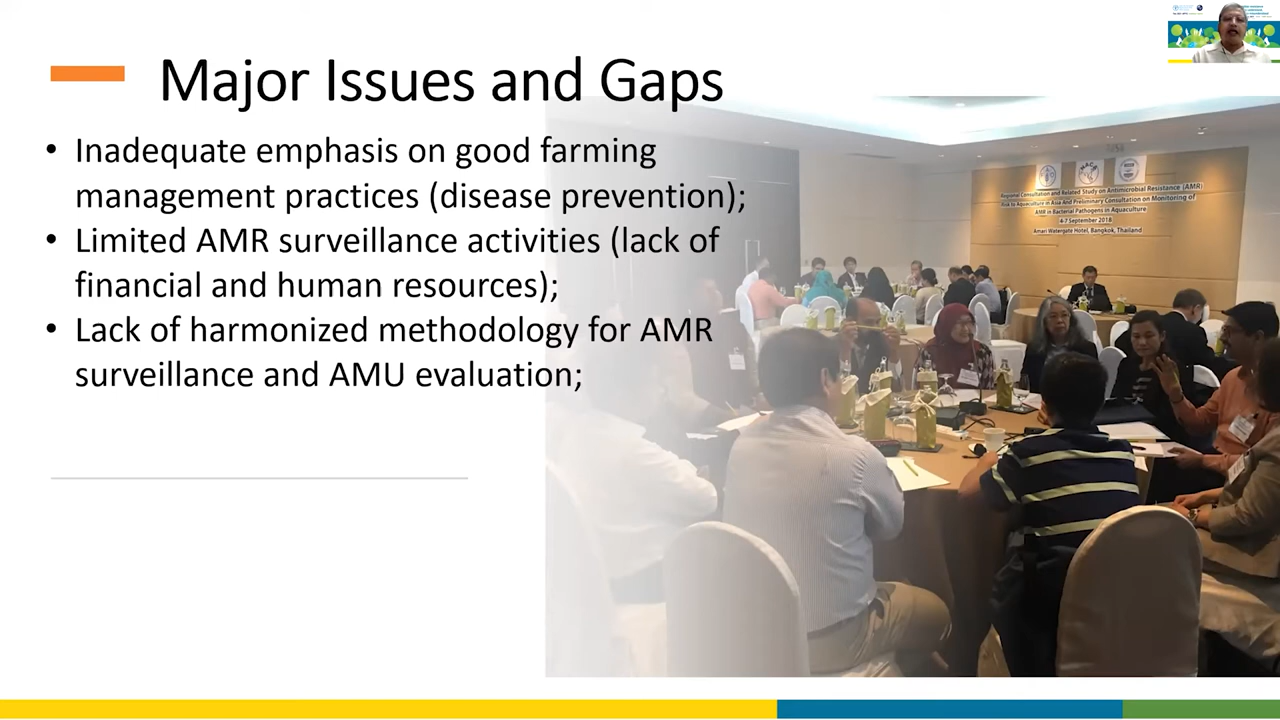 Major Issues and Gaps
• Inadequate emphasis on good farming
management practices (disease prevention);
• Limited AMR surveillance activities (lack of
financial and human resources);
• Lack of harmonized methodology for AMR
surveillance and AMU evaluation;
Regional Consultation and Related Study on Antimicrobial Resistance (AMR)
Risk to Aquaculture in Asia And Preliminary Consultation on Monitoring of
AMR in Bacterial Pathogens in Aquaculture
4-7 September 2018
Amari Watergate Hotel, Bangkok, Thailand